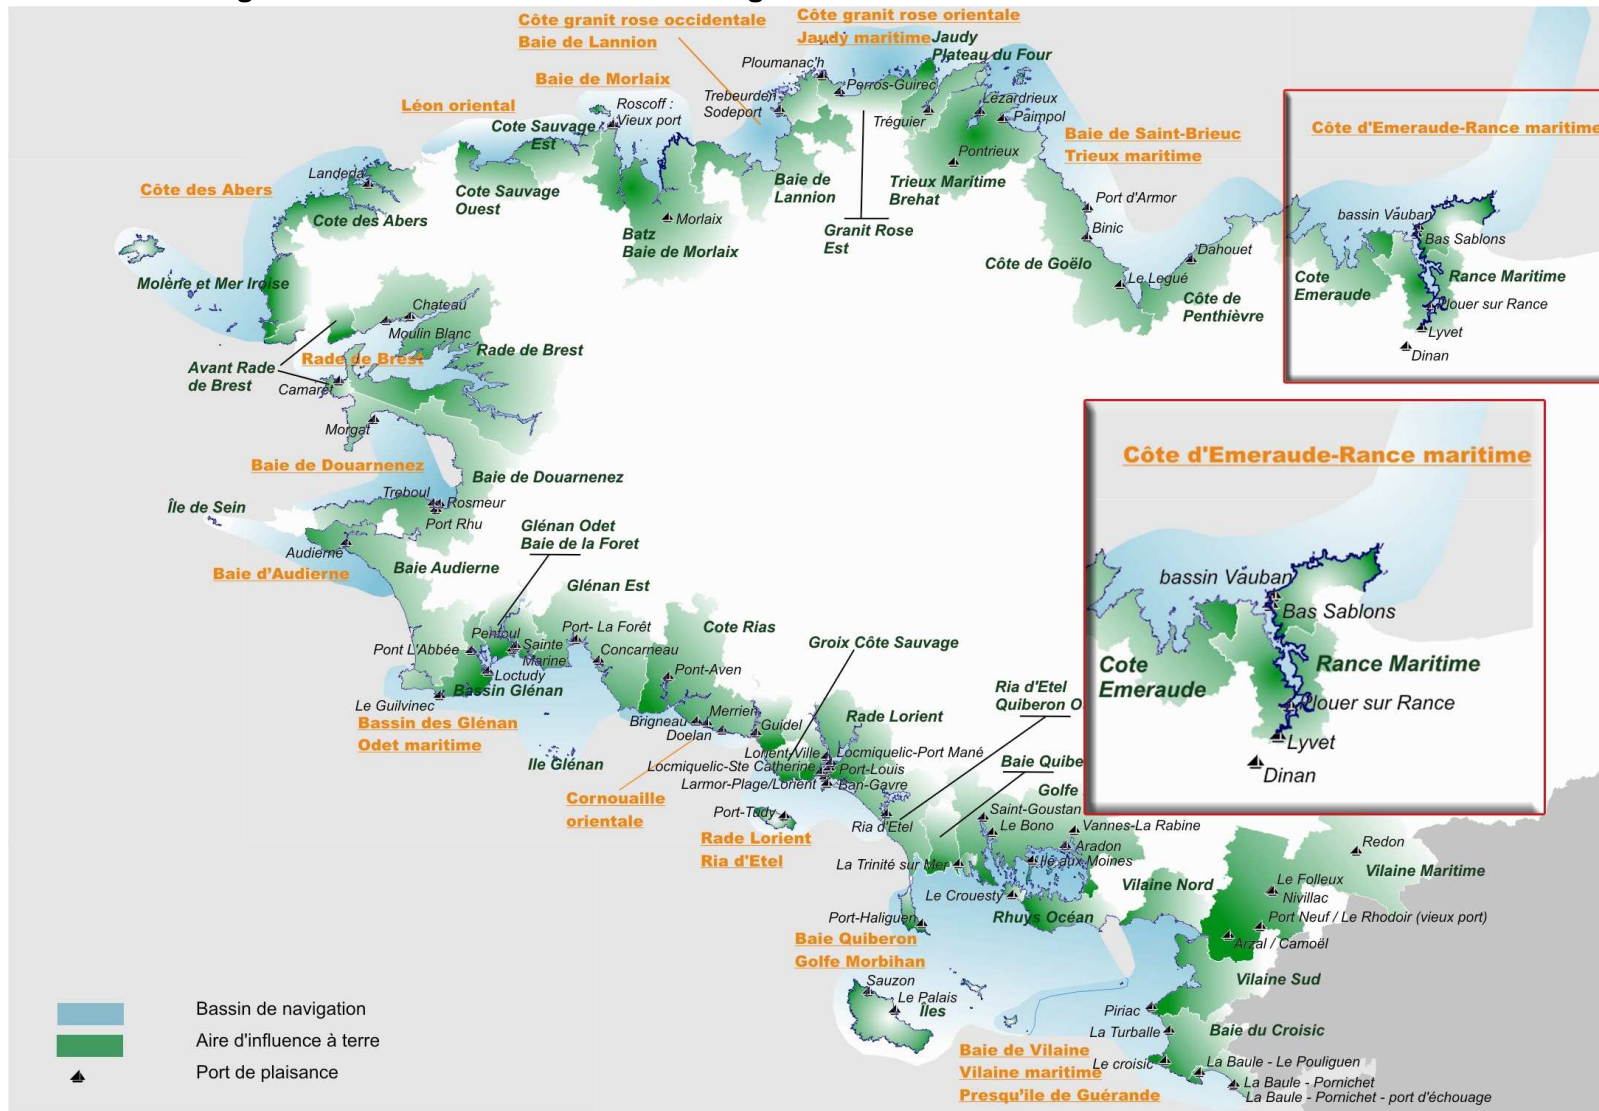 Côte granit rose occidentale
Baie de Lannion
Côte granit rose orientale
Jaudy maritime
Jaudy
Plateau du Four
Ploumanac'h
Perros-Guirec
Baie de Morlaix
Léon oriental
Roscoff :
Vieux port
Trebeurden
Sodeport
Cote Sauvage
Est
Tréguier
Lézardrieux
Paimpol
Pontrieux
Baie de Saint-Brieuc
Trieux maritime
Côte d'Emeraude-Rance maritime
Landeda
Côte des Abers
Cote des Abers
Cote Sauvage
Ouest
Baie de
Lannion
Trieux Maritime
Brehat
Granit Rose
Est
Morlaix
Batz
Baie de Morlaix
Port d'Armor
Binic
Côte de Goëlo
Dahouet
Le Legué
Côte de
Penthièvre
bassin Vauban
Bas Sablons
Cote
Emeraude
Rance Maritime
Plouer sur Rance
Lyvet
Dinan
Molène et Mer Iroise
Chateau
Moulin Blanc
Rade de Brest
Rade de Brest
Avant Rade
de Brest
Camaret
Morgat
Baie de Douarnenez
Baie de Douarnenez
Treboul
Rosmeur
Port Rhu
Île de Sein
Audierne
Baie d'Audierne
Baie Audierne
Glénan Odet
Baie de la Foret
Glénan Est
Côte d'Emeraude-Rance maritime
bassin Vauban
Bas Sablons
Cote
Emeraude
Rance Maritime
Plouer sur Rance
Lyvet
Dinan
Penfoul
Sainte
Marine
Port- La Forêt
Concarneau
Cote Rias
Pont-Aven
Pont L'Abbée
Loctudy
Bassin Glénan
Le Guilvinec
Bassin des Glénan
Odet maritime
Ile Glénan
Brigneau
Merrien
Doelan
Guidel
Cornouaille
orientale
Groix Côte Sauvage
Rade Lorient
Ria d'Etel
Quiberon O
Lorient-Ville
Locmiquelic-Port Mané
Locmiquelic-Ste Catherine
Port-Louis
Larmor-Plage/Lorient
Ban-Gavre
Baie Quibe
Golfe
Port-Tudy
Rade Lorient
Ria d'Etel
Ria d'Etel
Saint-Goustan
Le Bono
Vannes-La Rabine
Aradon
Ile aux Moines
La Trinité sur Mer
Le Crouesty
Rhuys Océan
Vilaine Nord
Redon
Vilaine Maritime
Le Folleux
Nivillac
Port Neuf / Le Rhodoir (vieux port)
Arzal / Camoël
Port-Haliguen
Baie Quiberon
Golfe Morbihan
Sauzon
Le Palais
Îles
Vilaine Sud
Piriac
La Turballe
Baie du Croisic
Le croisic
La Baule - Le Pouliguen
La Baule - Pornichet
La Baule - Pornichet - port d'échouage
Baie de Vilaine
Vilaine maritime
Presqu'ile de Guérande
Bassin de navigation
Aire d'influence à terre
Port de plaisance